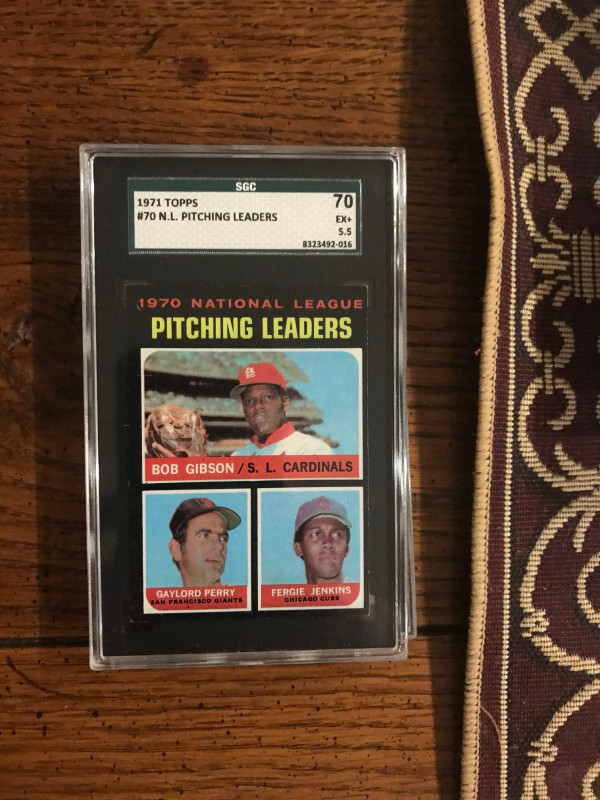 SGC
1971 TOPPS 70
#70 N.L. PITCHING LEADERS EX+
5.5
8323492-016
1970 NATIONAL LEAGUE
PITCHING LEADERS
BOB GIBSON / S. L. CARDINALS
GAYLORD PERRY
SAN FRANCISCO GIANTS
FERGIE JENKINS
CHICAGO CUBS